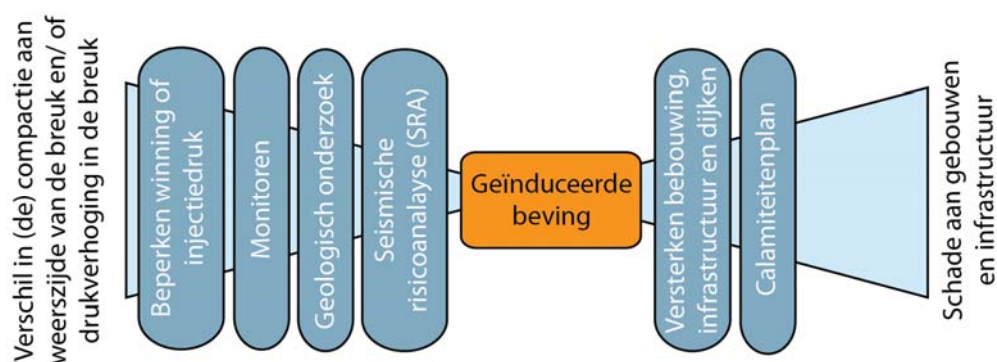 Verschil in (de) compactie aan
weerszijde van de breuk en/ of
drukverhoging in de breuk
Beperken winning of
injectiedruk
Monitoren
Geologisch onderzoek
Seismische
risicoanalyse (SRA)
Geïnduceerde
beving
Versterken bebouwing,
infrastructuur en dijken
Calamiteitenplan
Schade aan gebouwen
en infrastructuur